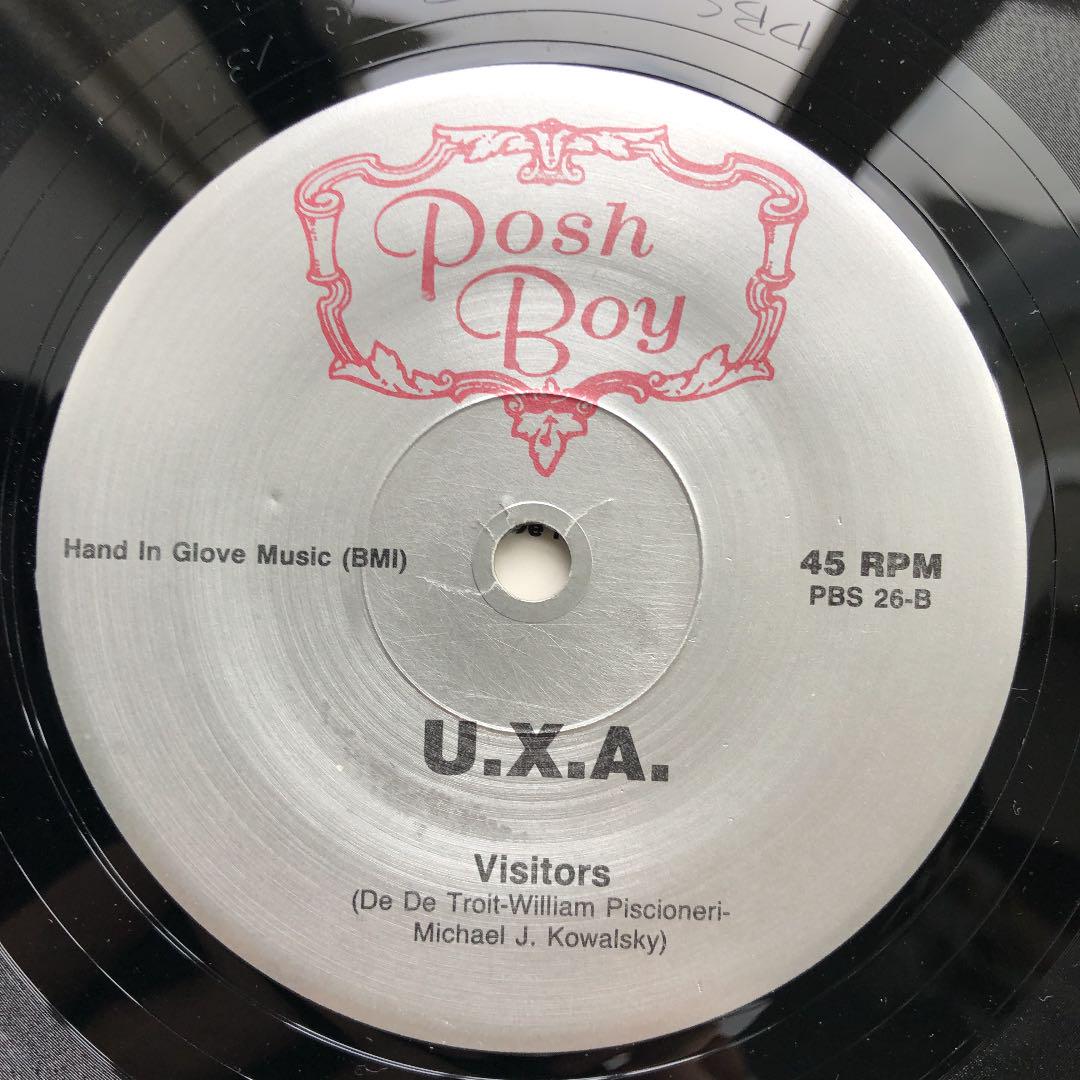 Posh
Boy
Hand In Glove Music (BMI)
45 RPM
PBS 26-B
U.X.A.
Visitors
(De De Troit-William Piscioneri-
Michael J. Kowalsky)